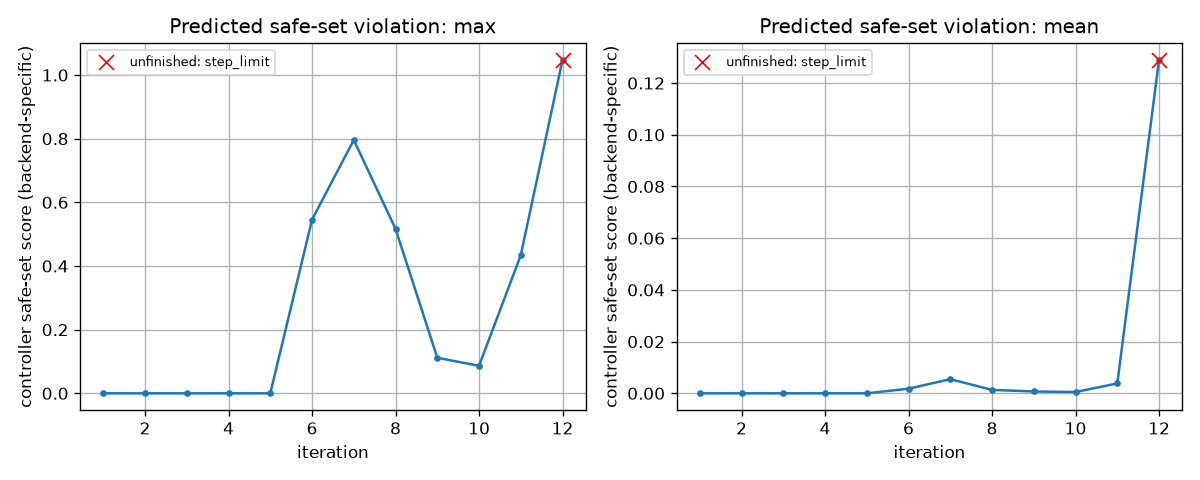 Predicted safe-set violation: max
controller safe-set score (backend-specific)
unfinished: step_limit
1.0
0.8
0.6
0.4
0.2
0.0
2 4 6 8 10 12
iteration
Predicted safe-set violation: mean
controller safe-set score (backend-specific)
unfinished: step_limit
0.12
0.10
0.08
0.06
0.04
0.02
0.00
2 4 6 8 10 12
iteration